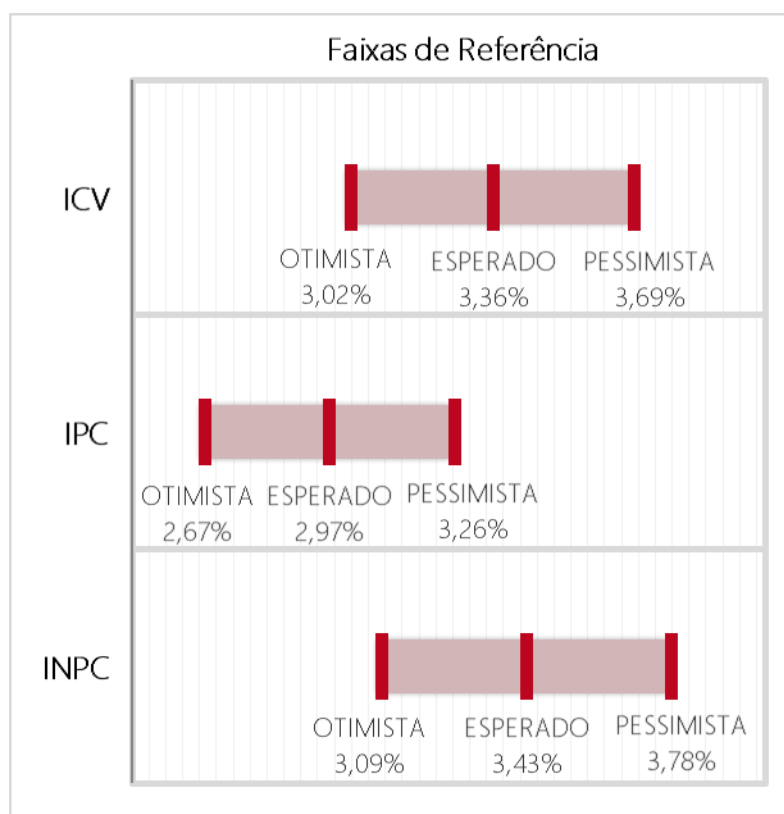 Faixas de Referência
ICV
OTIMISTA ESPERADO PESSIMISTA
3,02% 3,36% 3,69%
IPC
OTIMISTA ESPERADO PESSIMISTA
2,67% 2,97% 3,26%
INPC
OTIMISTA ESPERADO PESSIMISTA
3,09% 3,43% 3,78%